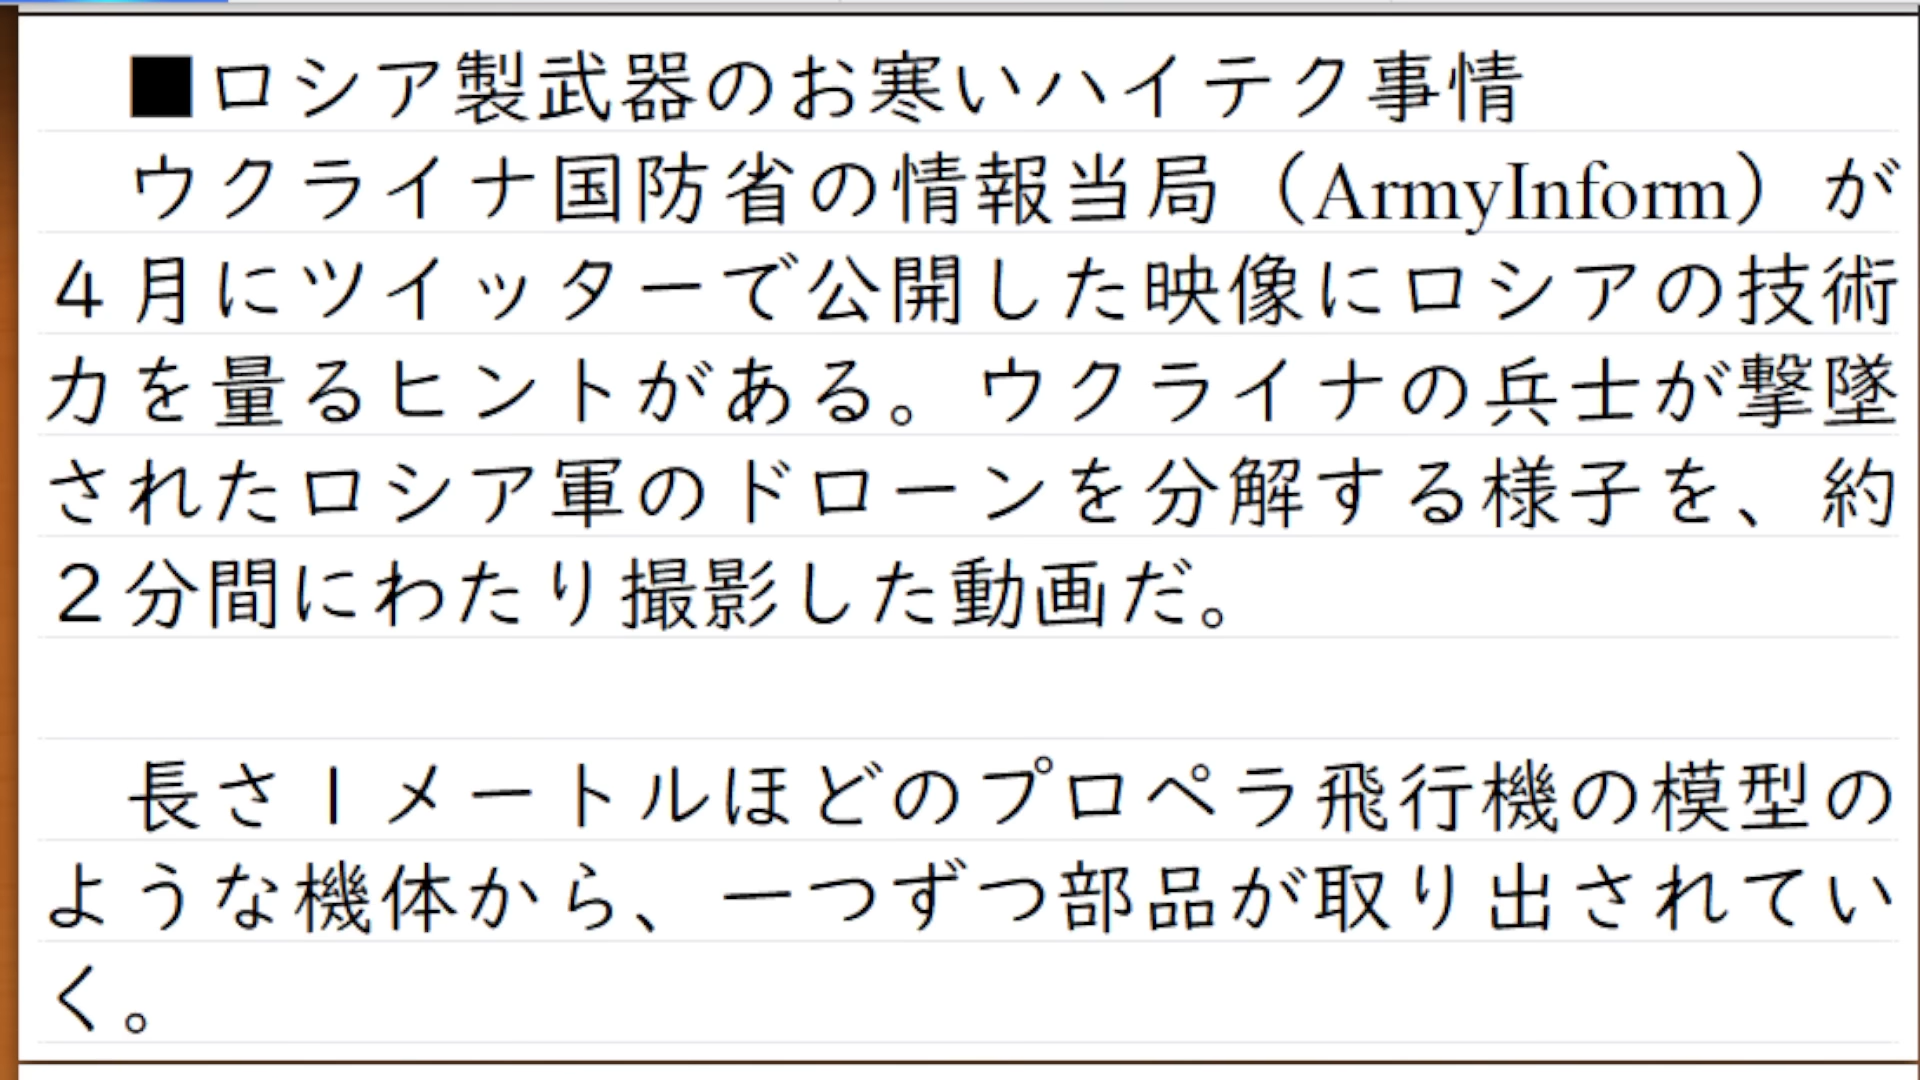 ■ロシア製武器のお寒いハイテク事情
ウクライナ国防省の情報当局（ArmyInform）が
４月にツイッターで公開した映像にロシアの技術
力を量るヒントがある。ウクライナの兵士が撃墜
されたロシア軍のドローンを分解する様子を、約
２分間にわたり撮影した動画だ。
長さ１メートルほどのプロペラ飛行機の模型の
ような機体から、一つずつ部品が取り出されてい
く。